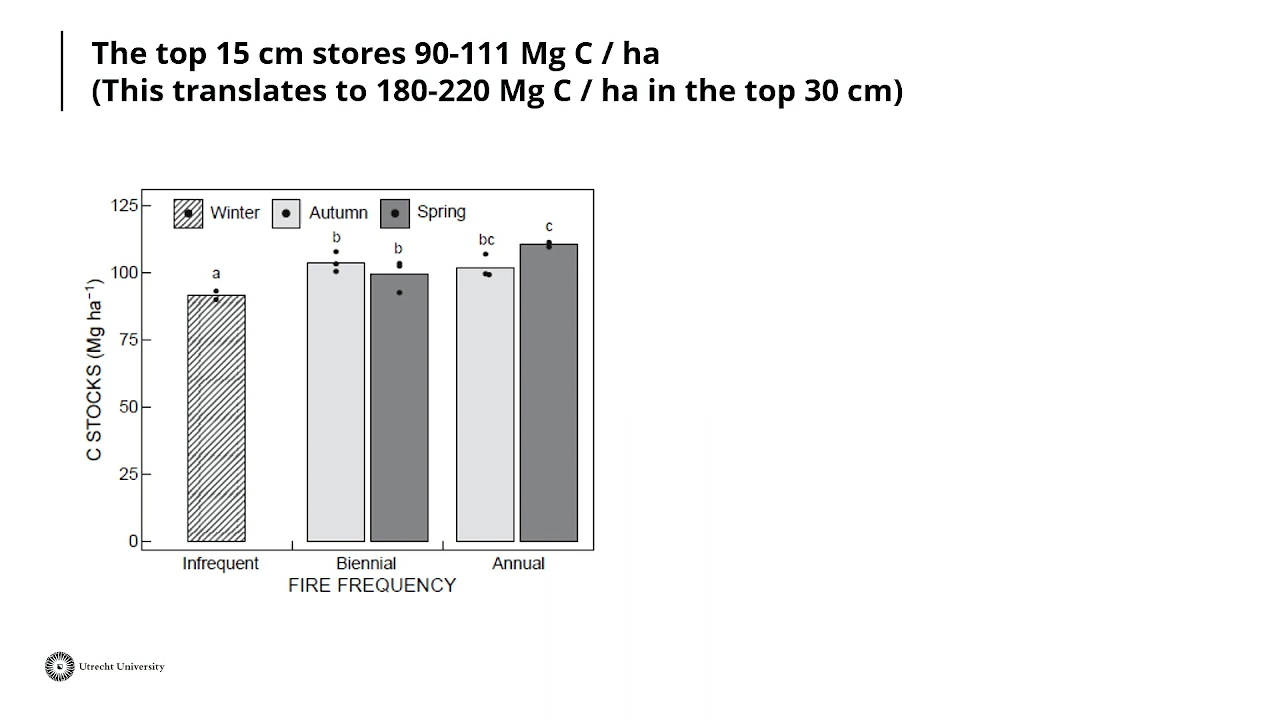 The top 15 cm stores 90-111 Mg C / ha
(This translates to 180-220 Mg C / ha in the top 30 cm)
Winter Autumn Spring
125
100
75
50
25
0
C STOCKS (Mg ha⁻¹)
a
b
b
bc
c
Infrequent Biennial Annual
FIRE FREQUENCY
Utrecht University